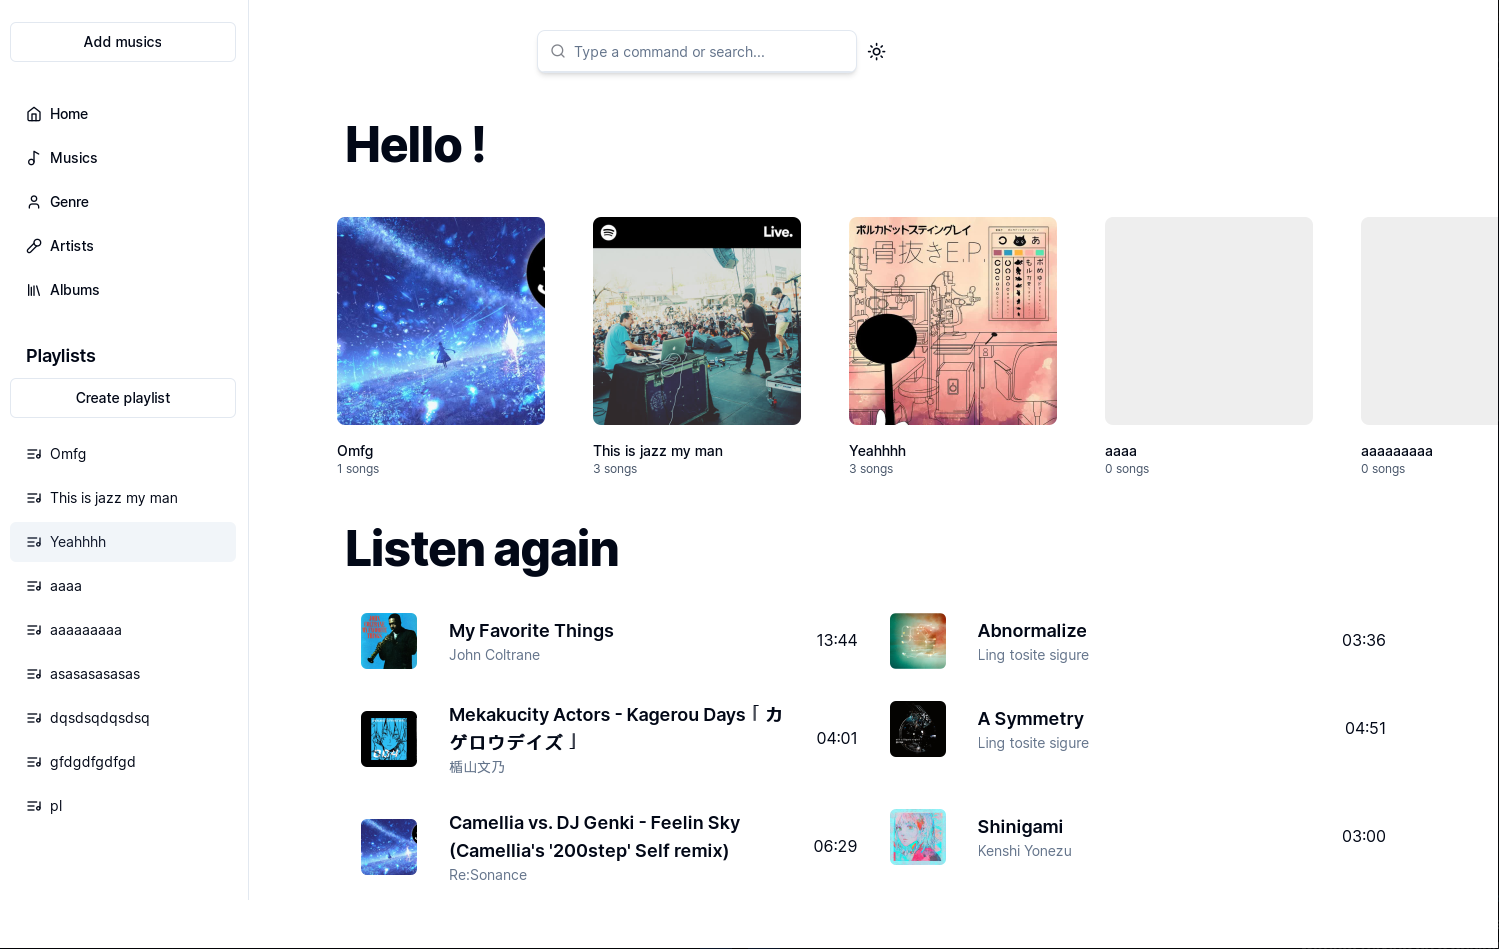 Add musics
Home
Musics
Genre
Artists
Albums
Playlists
Create playlist
Omfg
This is jazz my man
Yeahhhh
aaaa
aaaaaaaaa
asasasasasas
dqsdsqdqsdsq
gfdgdfgdfgd
pl
Type a command or search...
Hello !
Live.
ポルカドットスティングレイ
骨抜きE.P.
Omfg
1 songs
This is jazz my man
3 songs
Yeahhhh
3 songs
aaaa
0 songs
aaaaaaaaa
0 songs
Listen again
My Favorite Things
John Coltrane
13:44
Abnormalize
Ling tosite sigure
03:36
Mekakucity Actors - Kagerou Days「カ
ゲロウデイズ」
楯山文乃
04:01
A Symmetry
Ling tosite sigure
04:51
Camellia vs. DJ Genki - Feelin Sky
(Camellia's '200step' Self remix)
Re:Sonance
06:29
Shinigami
Kenshi Yonezu
03:00